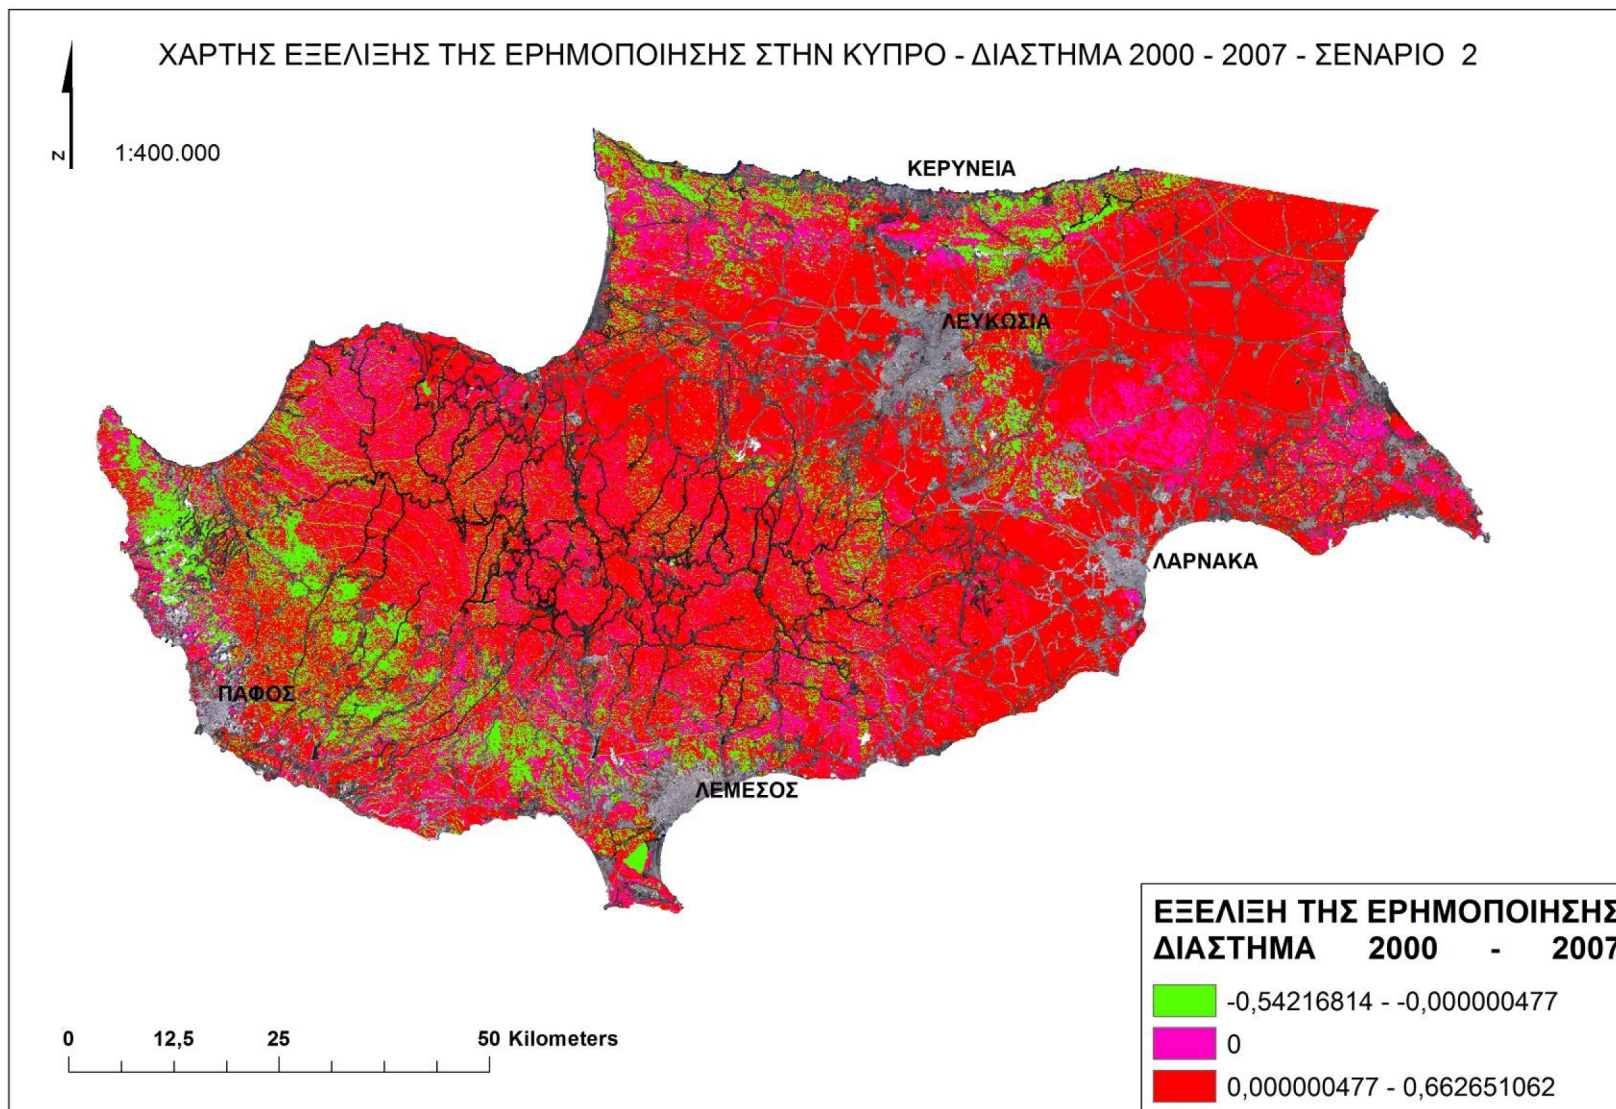 ΧΑΡΤΗΣ ΕΞΕΛΙΞΗΣ ΤΗΣ ΕΡΗΜΟΠΟΙΗΣΗΣ ΣΤΗΝ ΚΥΠΡΟ - ΔΙΑΣΤΗΜΑ 2000 - 2007 - ΣΕΝΑΡΙΟ 2
Z
1:400.000
ΚΕΡΥΝΕΙΑ
ΛΕΥΚΩΣΙΑ
ΛΑΡΝΑΚΑ
ΠΑΦΟΣ
ΛΕΜΕΣΟΣ
ΕΞΕΛΙΞΗ ΤΗΣ ΕΡΗΜΟΠΟΙΗΣΗΣ
ΔΙΑΣΤΗΜΑ 2000 - 2007
-0,54216814 - -0,000000477
0
0,000000477 - 0,662651062
0 12,5 25 50 Kilometers